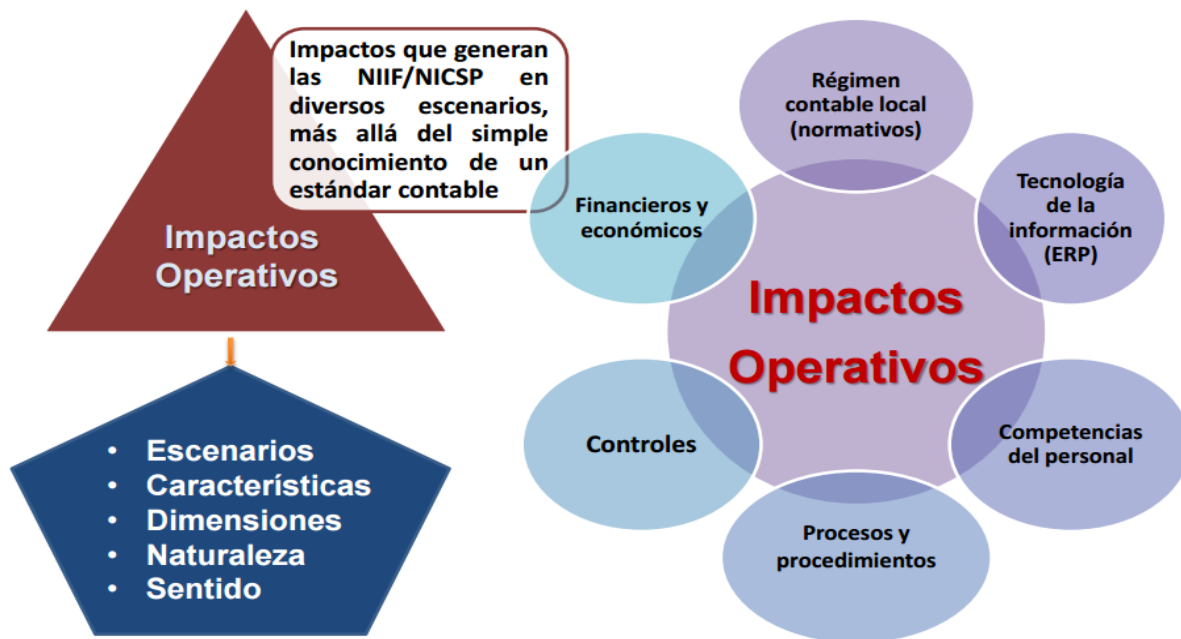 Impactos que generan
las NIIF/NICSP en
diversos escenarios,
más allá del simple
conocimiento de un
estándar contable
Impactos
Operativos
• Escenarios
• Características
• Dimensiones
• Naturaleza
• Sentido
Régimen
contable local
(normativos)
Tecnología
de la
información
(ERP)
Competencias
del personal
Procesos y
procedimientos
Controles
Financieros y
económicos
Impactos
Operativos